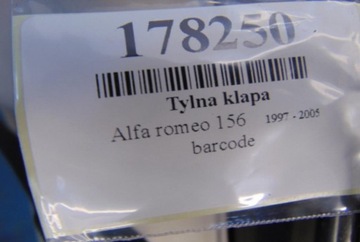 178250
Tylna klapa
Alfa romeo 156 1997 - 2005
barcode